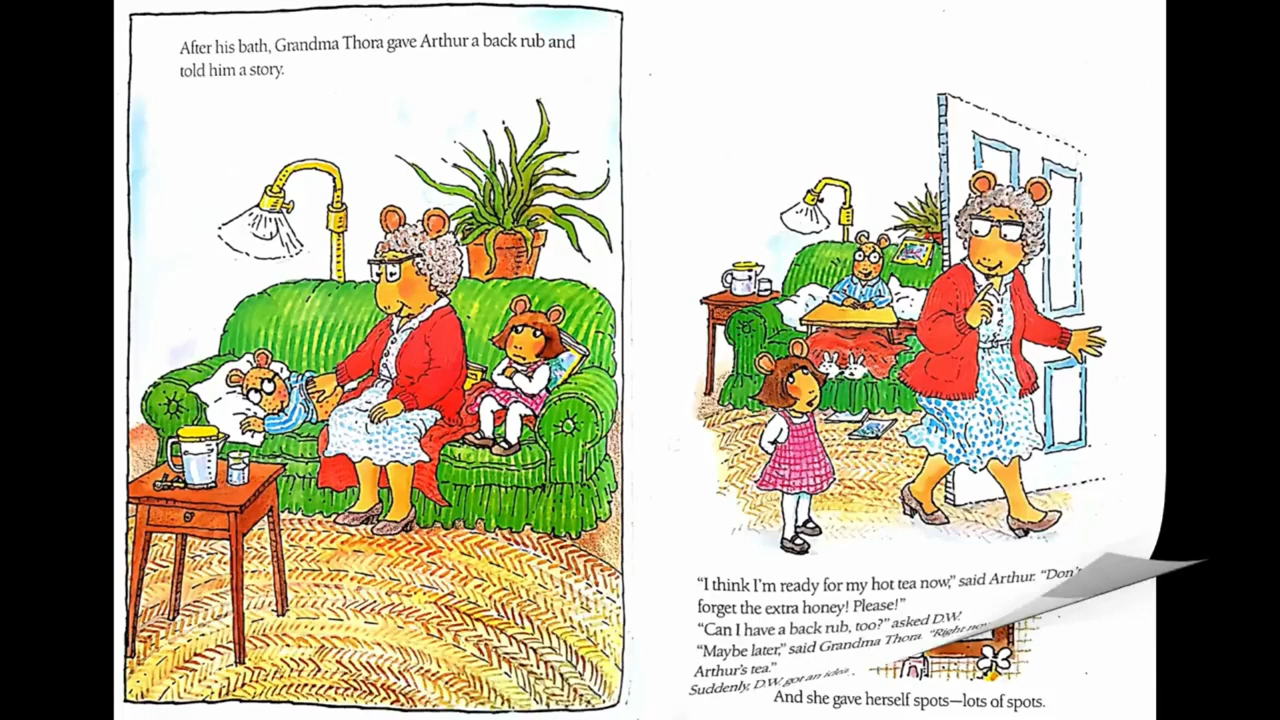 After his bath, Grandma Thora gave Arthur a back rub and
told him a story.
“I think I’m ready for my hot tea now,” said Arthur. “Don’t
forget the extra honey! Please!”
“Can I have a back rub, too?” asked D.W.
“Maybe later,” said Grandma Thora. “Right now
Arthur’s tea.”
Suddenly, D.W. got an idea.
And she gave herself spots—lots of spots.